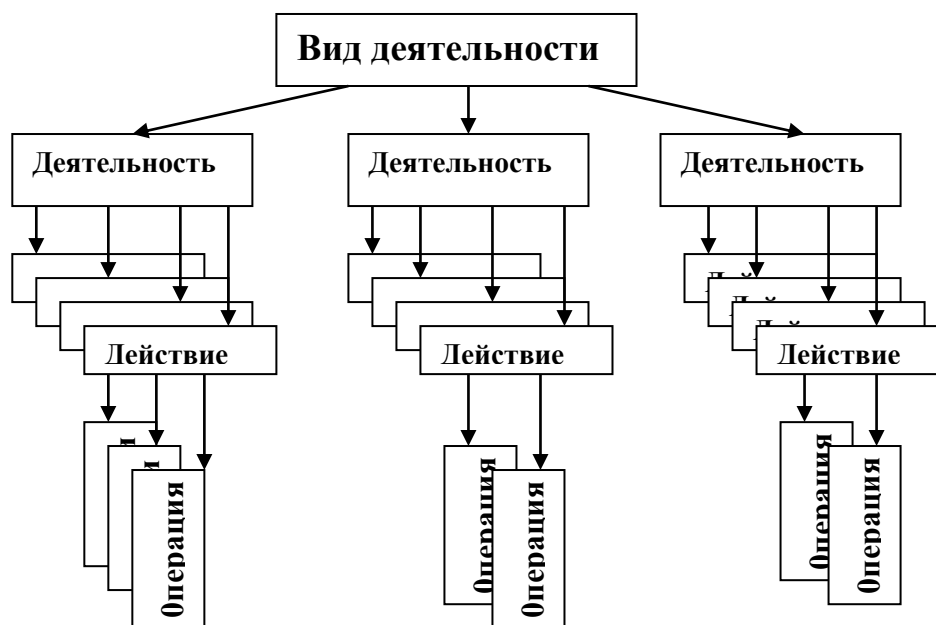 Вид деятельности
Деятельность
Деятельность
Деятельность
Действие
Действие
Действие
Операция
Операция
Операция
Операция
Операция